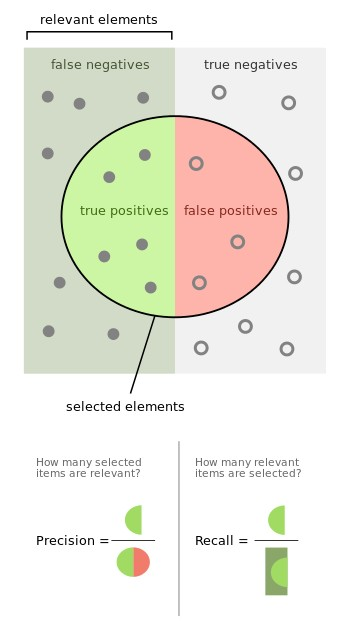 relevant elements
false negatives
true negatives
true positives
false positives
selected elements
How many selected
items are relevant?
How many relevant
items are selected?
Precision =
Recall =